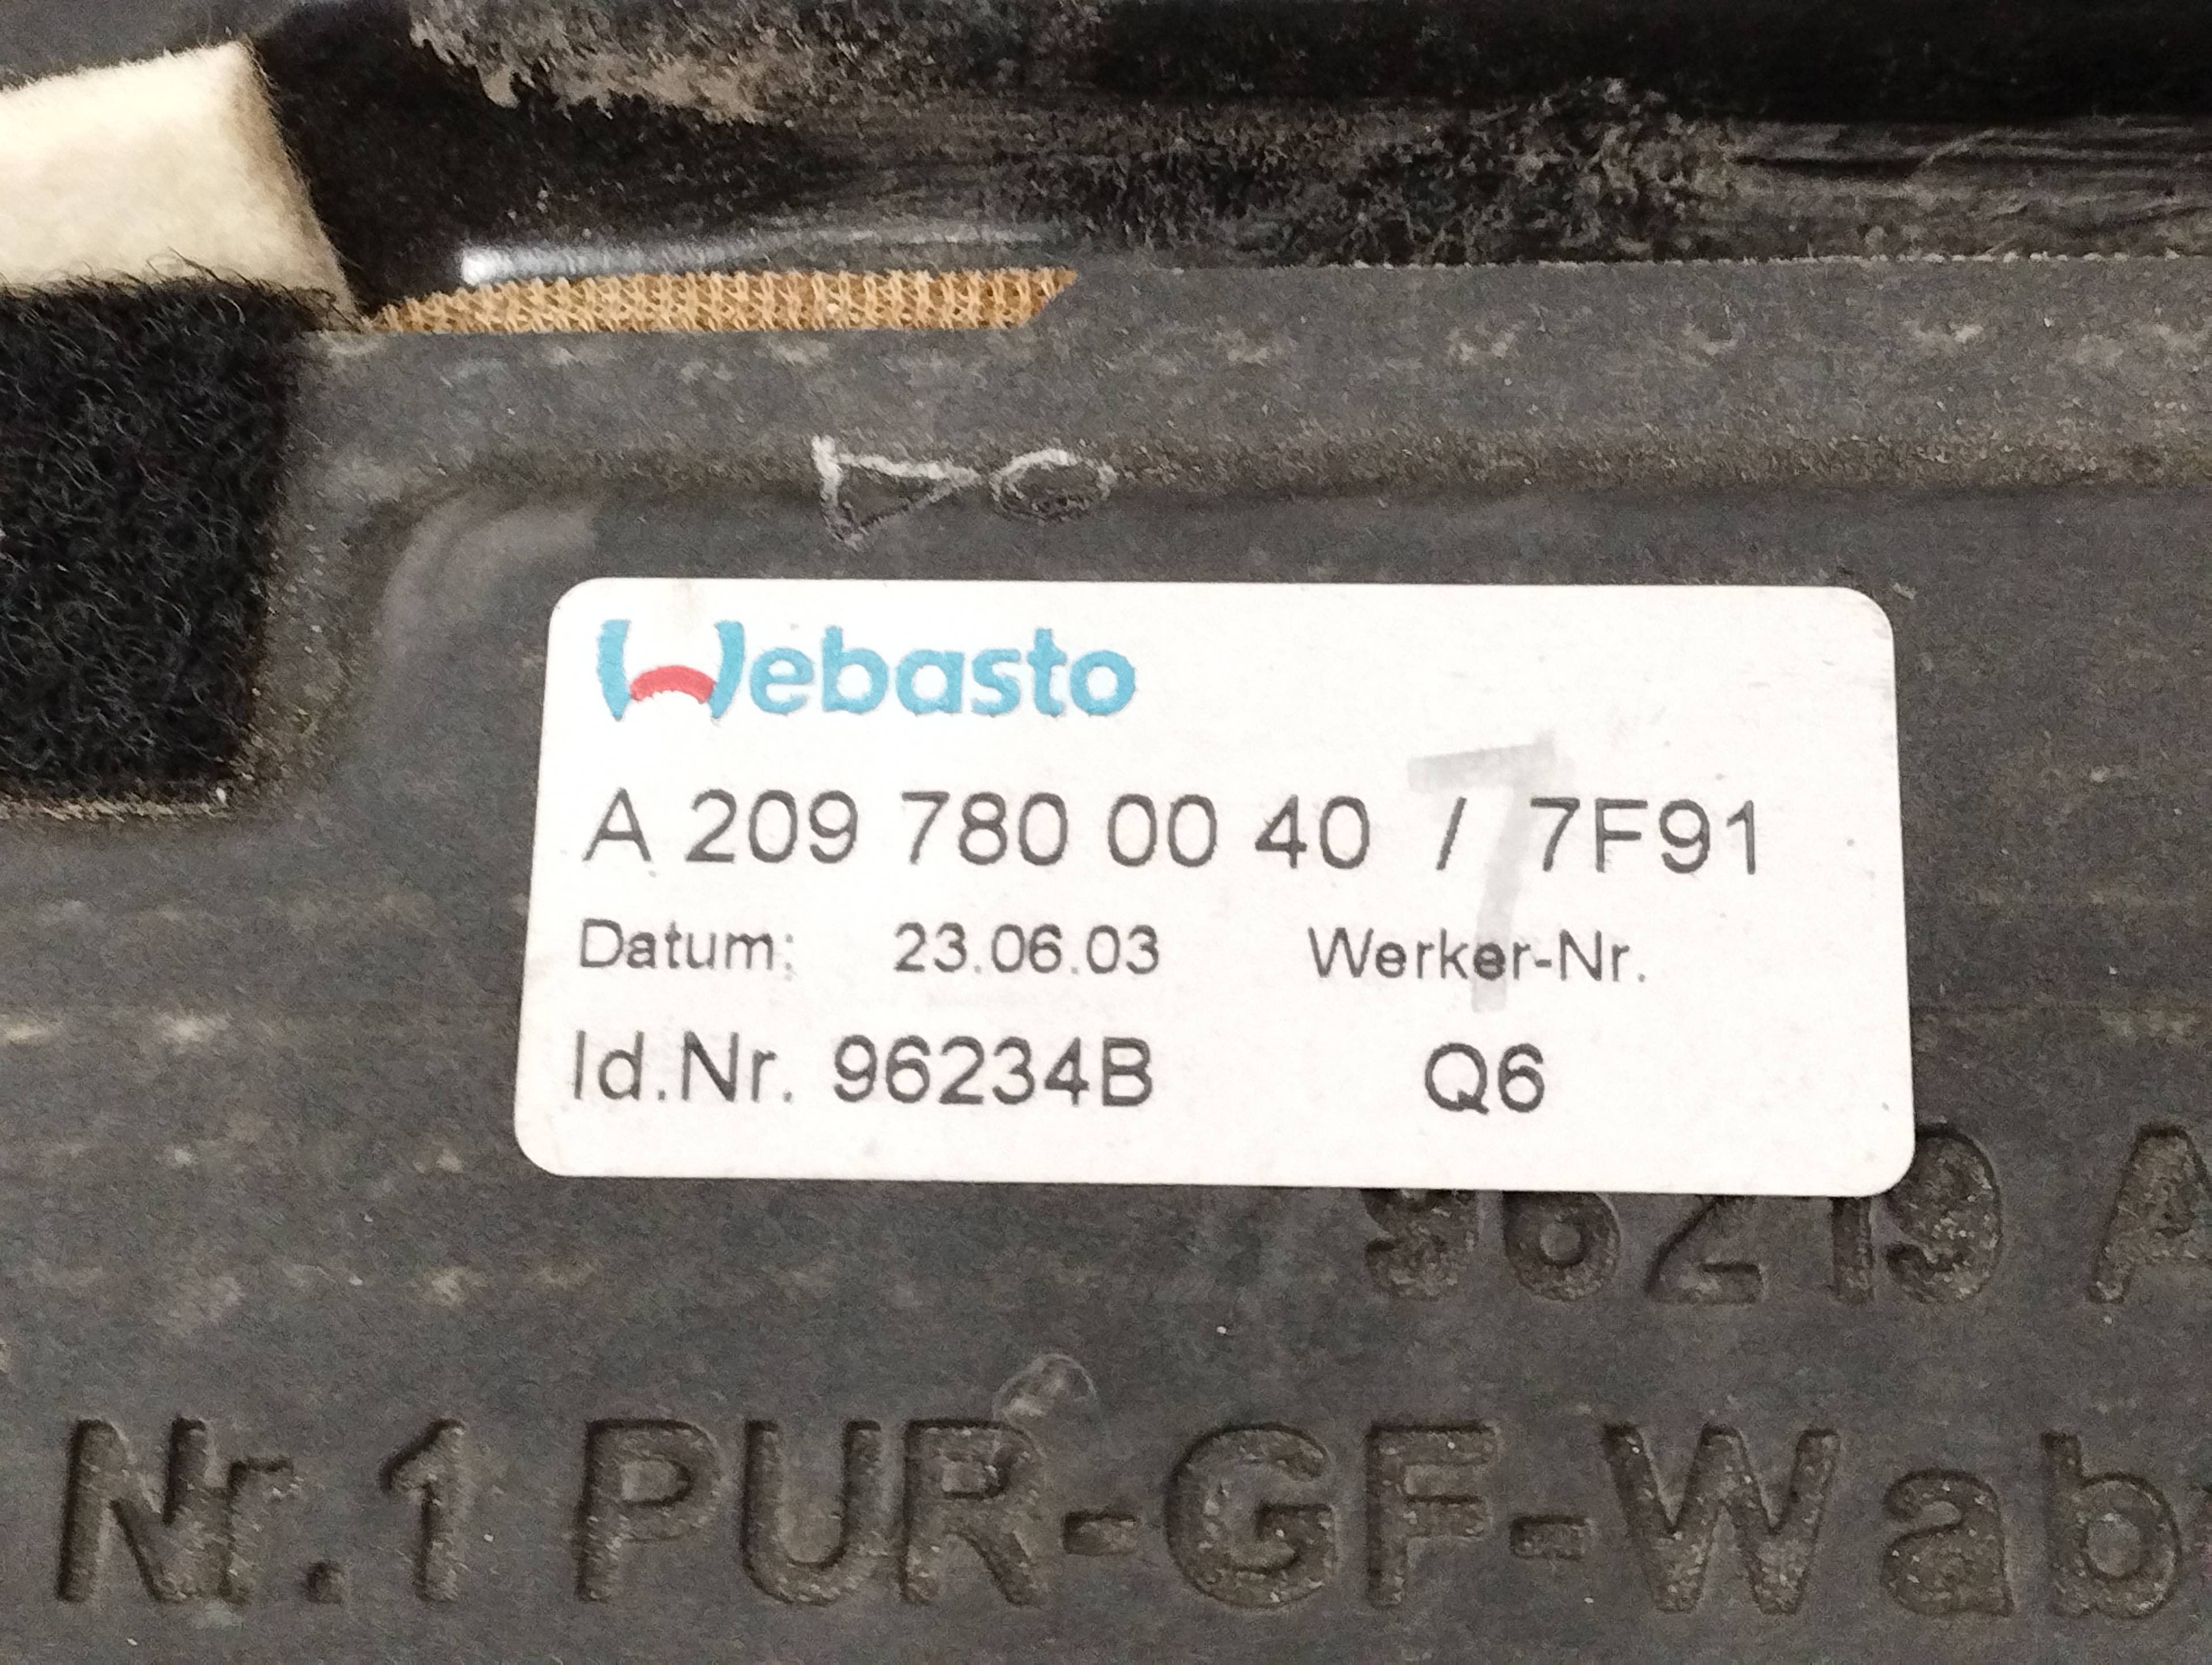 Webasto
A 209 780 00 40 / 7F91
7
Datum: 23.06.03 Werker-Nr.
Id.Nr. 96234B Q6
96219 A
Nr.1 PUR-GF-Wab